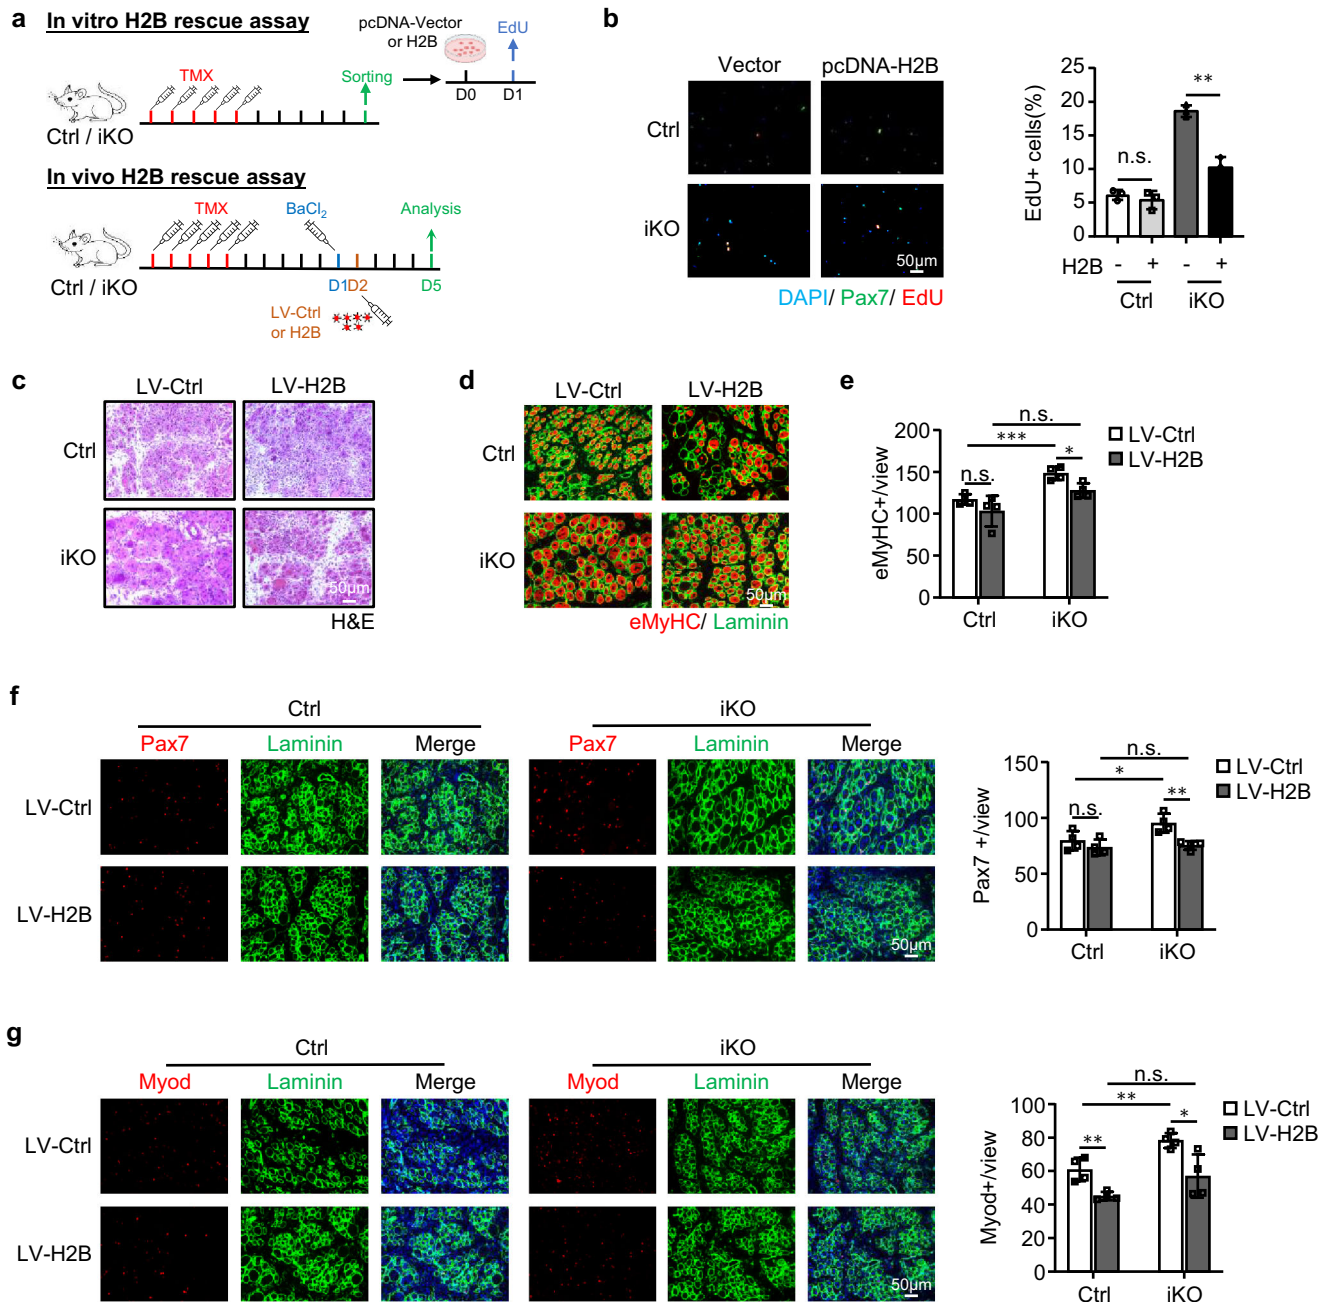 a
In vitro H2B rescue assay
pcDNA-Vector
or H2B
EdU
TMX
Sorting
D0
D1
Ctrl / iKO
In vivo H2B rescue assay
TMX
BaCl2
Analysis
Ctrl / iKO
D1
D2
D5
LV-Ctrl
or H2B
b
Vector
pcDNA-H2B
Ctrl
iKO
50μm
DAPI/ Pax7/ EdU
EdU+ cells(%)
25
20
15
10
5
0
n.s.
**
H2B - + - +
Ctrl
iKO
c
LV-Ctrl
LV-H2B
Ctrl
iKO
50μm
H&E
d
LV-Ctrl
LV-H2B
Ctrl
iKO
50μm
eMyHC/ Laminin
e
eMyHC+/view
200
150
100
50
0
n.s.
***
*
n.s.
LV-Ctrl
LV-H2B
Ctrl
iKO
f
Ctrl
iKO
Pax7
Laminin
Merge
Pax7
Laminin
Merge
LV-Ctrl
LV-H2B
50μm
Pax7 +/view
150
100
50
0
n.s.
*
**
n.s.
LV-Ctrl
LV-H2B
Ctrl
iKO
g
Ctrl
iKO
Myod
Laminin
Merge
Myod
Laminin
Merge
LV-Ctrl
LV-H2B
50μm
Myod+/view
100
80
60
40
20
0
n.s.
**
**
*
LV-Ctrl
LV-H2B
Ctrl
iKO